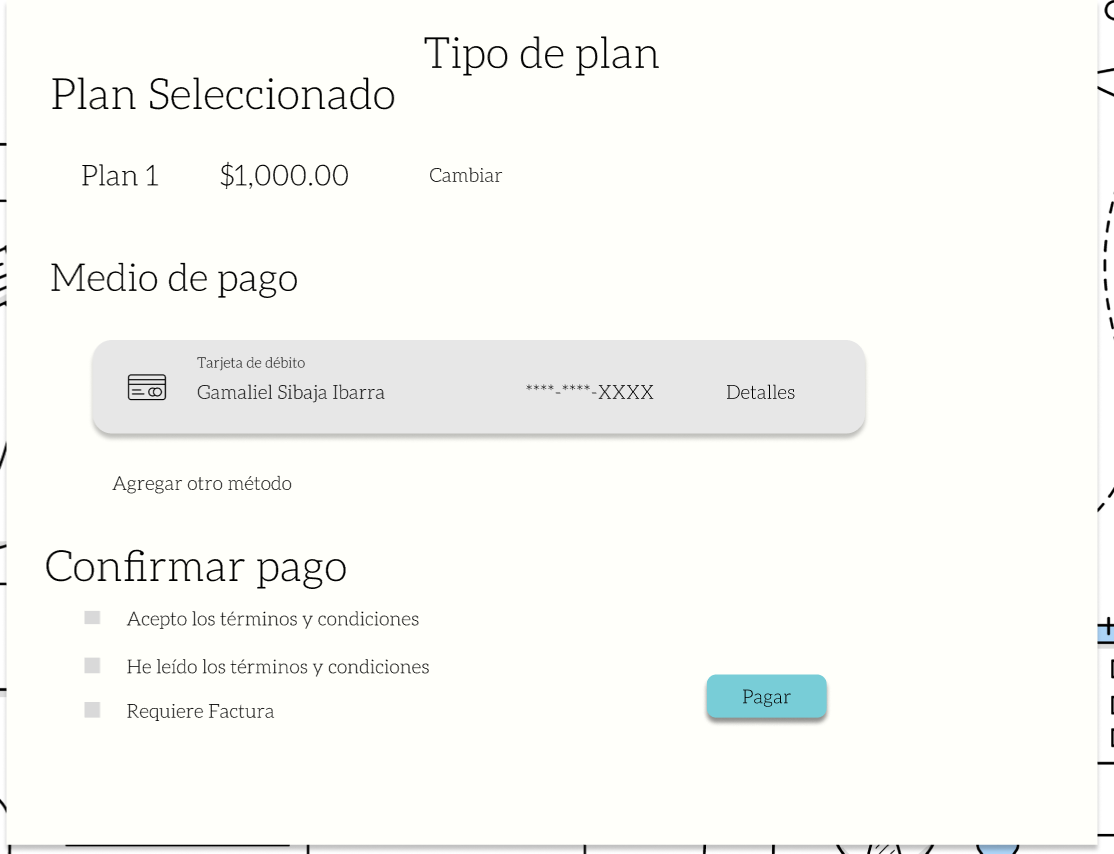 Tipo de plan
Plan Seleccionado
Plan 1 $1,000.00 Cambiar
Medio de pago
Tarjeta de débito
Gamaliel Sibaja Ibarra ****-****-XXXX Detalles
Agregar otro método
Confirmar pago
Acepto los términos y condiciones
He leído los términos y condiciones
Requiere Factura
Pagar